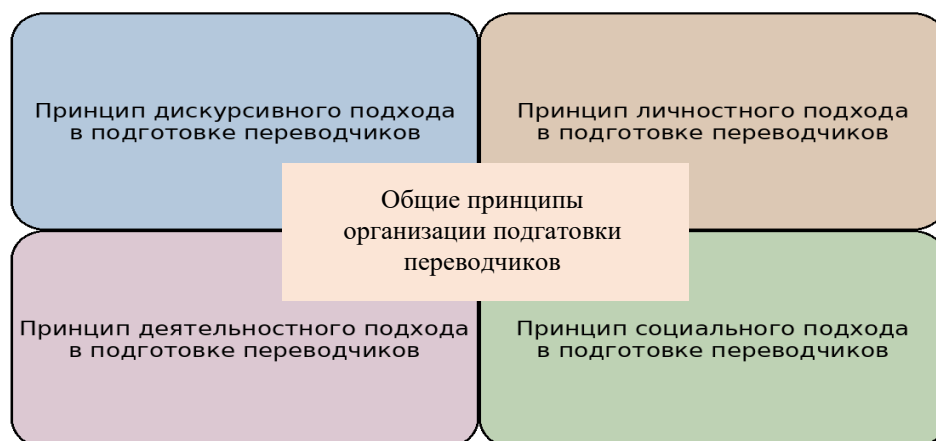 Принцип дискурсивного подхода
в подготовке переводчиков
Принцип личностного подхода
в подготовке переводчиков
Общие принципы
организации подгатовки
переводчиков
Принцип деятельностного подхода
в подготовке переводчиков
Принцип социального подхода
в подготовке переводчиков